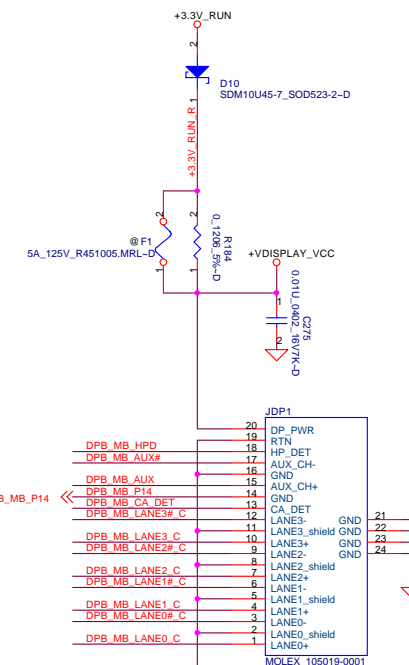 +3.3V_RUN
2
D10
SDM10U45-7_SOD523-2~D
1
+3.3V_RUN_R
2
2
@ F1
5A_125V_R451005.MRL~D
R184
0_1206_5%~D
1
1
+VDISPLAY_VCC
1
C275
0.01U_0402_16V7K~D
2
JDP1
20 DP_PWR
19 RTN
DPB_MB_HPD 18 HP_DET
DPB_MB_AUX# 17 AUX_CH-
16 GND
DPB_MB_AUX 15 AUX_CH+
B_MB_P14 DPB_MB_P14 14 GND
DPB_MB_CA_DET 13 CA_DET
DPB_MB_LANE3#_C 12 LANE3- GND 21
11 LANE3_shield GND 22
DPB_MB_LANE3_C 10 LANE3+ GND 23
DPB_MB_LANE2#_C 9 LANE2- GND 24
8 LANE2_shield
DPB_MB_LANE2_C 7 LANE2+
DPB_MB_LANE1#_C 6 LANE1-
5 LANE1_shield
DPB_MB_LANE1_C 4 LANE1+
DPB_MB_LANE0#_C 3 LANE0-
2 LANE0_shield
DPB_MB_LANE0_C 1 LANE0+
MOLEX_105019-0001